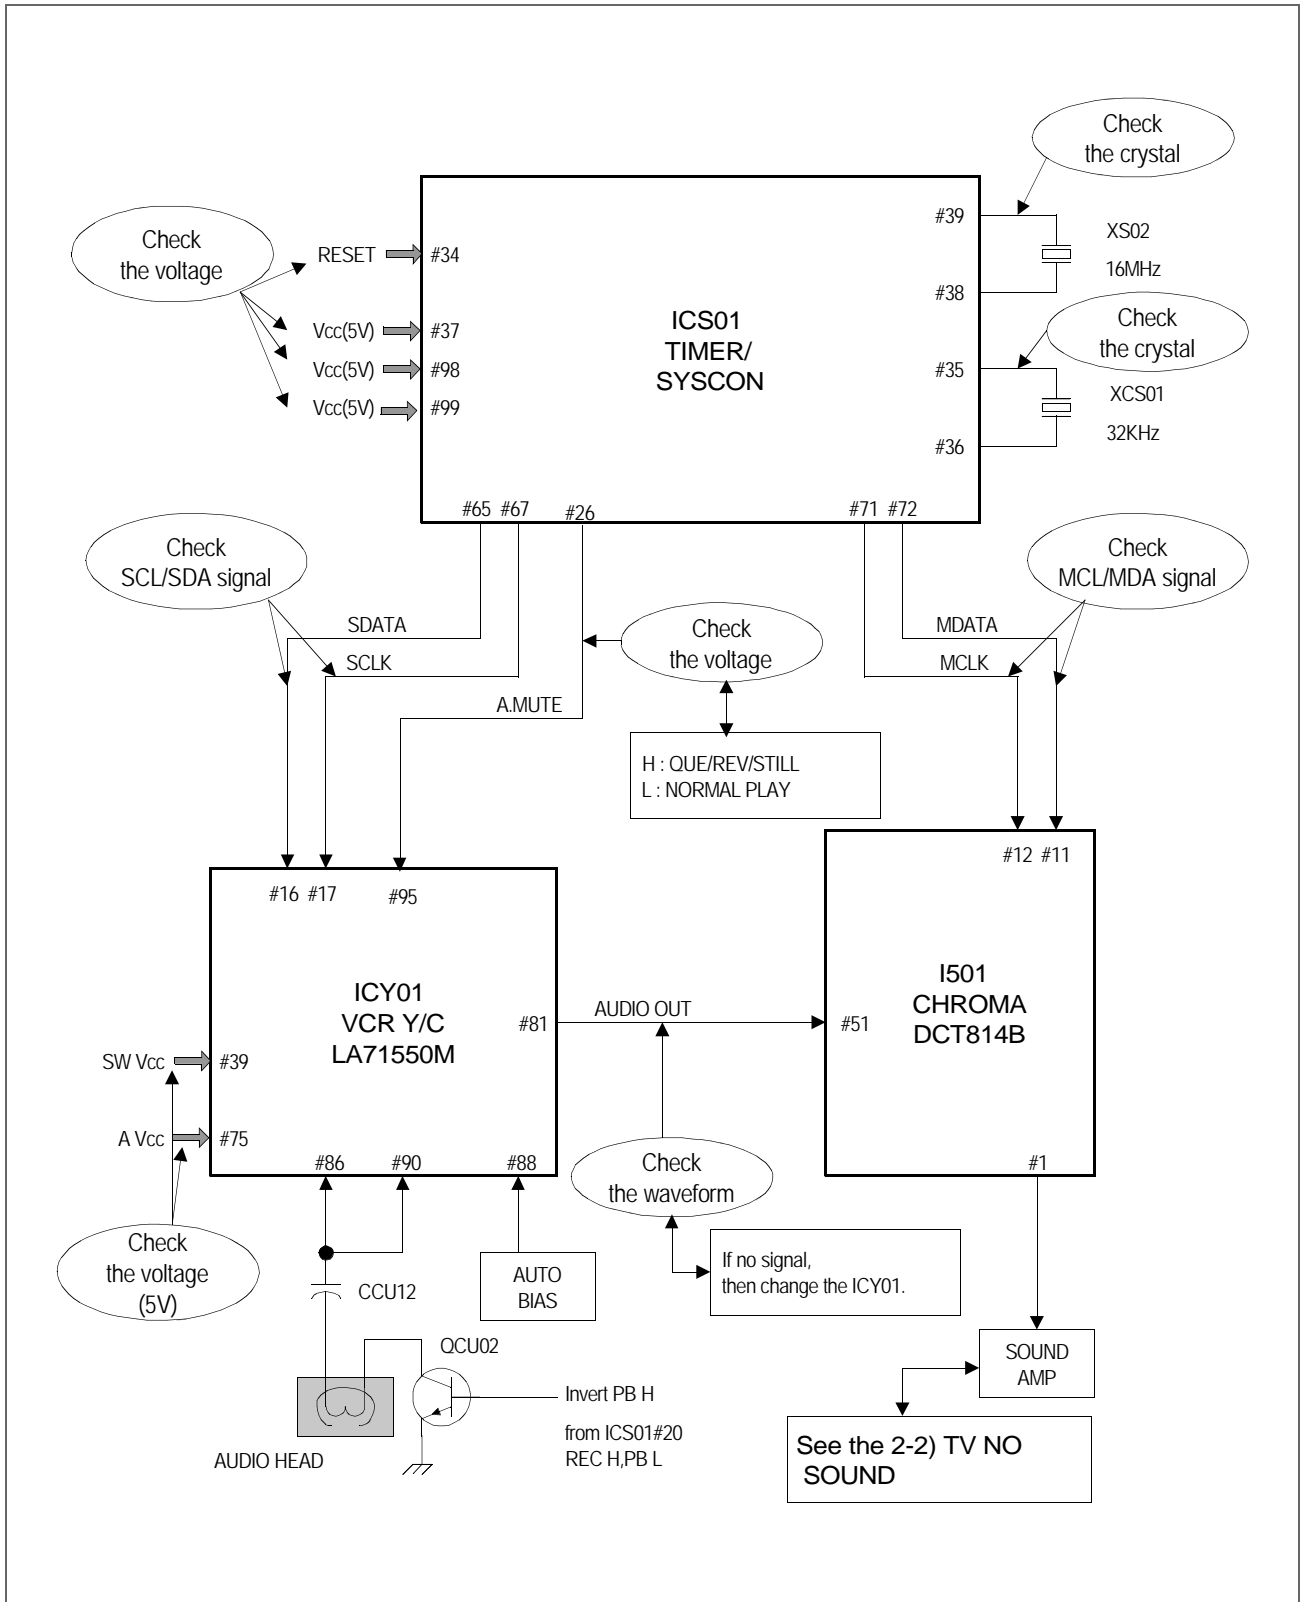 Check
the crystal
#39
XS02
16MHz
#38
Check
the voltage
RESET
#34
Vcc(5V)
#37
Vcc(5V)
#98
Vcc(5V)
#99
ICS01
TIMER/
SYSCON
Check
the crystal
#35
XCS01
32KHz
#36
#65 #67
#26
#71 #72
Check
SCL/SDA signal
Check
MCL/MDA signal
SDATA
SCLK
A.MUTE
Check
the voltage
MDATA
MCLK
H : QUE/REV/STILL
L : NORMAL PLAY
#16 #17
#95
#12 #11
ICY01
VCR Y/C
LA71550M
#81
AUDIO OUT
#51
I501
CHROMA
DCT814B
SW Vcc
#39
A Vcc
#75
#86
#90
#88
#1
Check
the voltage
(5V)
Check
the waveform
If no signal,
then change the ICY01.
CCU12
AUTO
BIAS
QCU02
SOUND
AMP
Invert PB H
from ICS01#20
REC H,PB L
AUDIO HEAD
See the 2-2) TV NO
SOUND